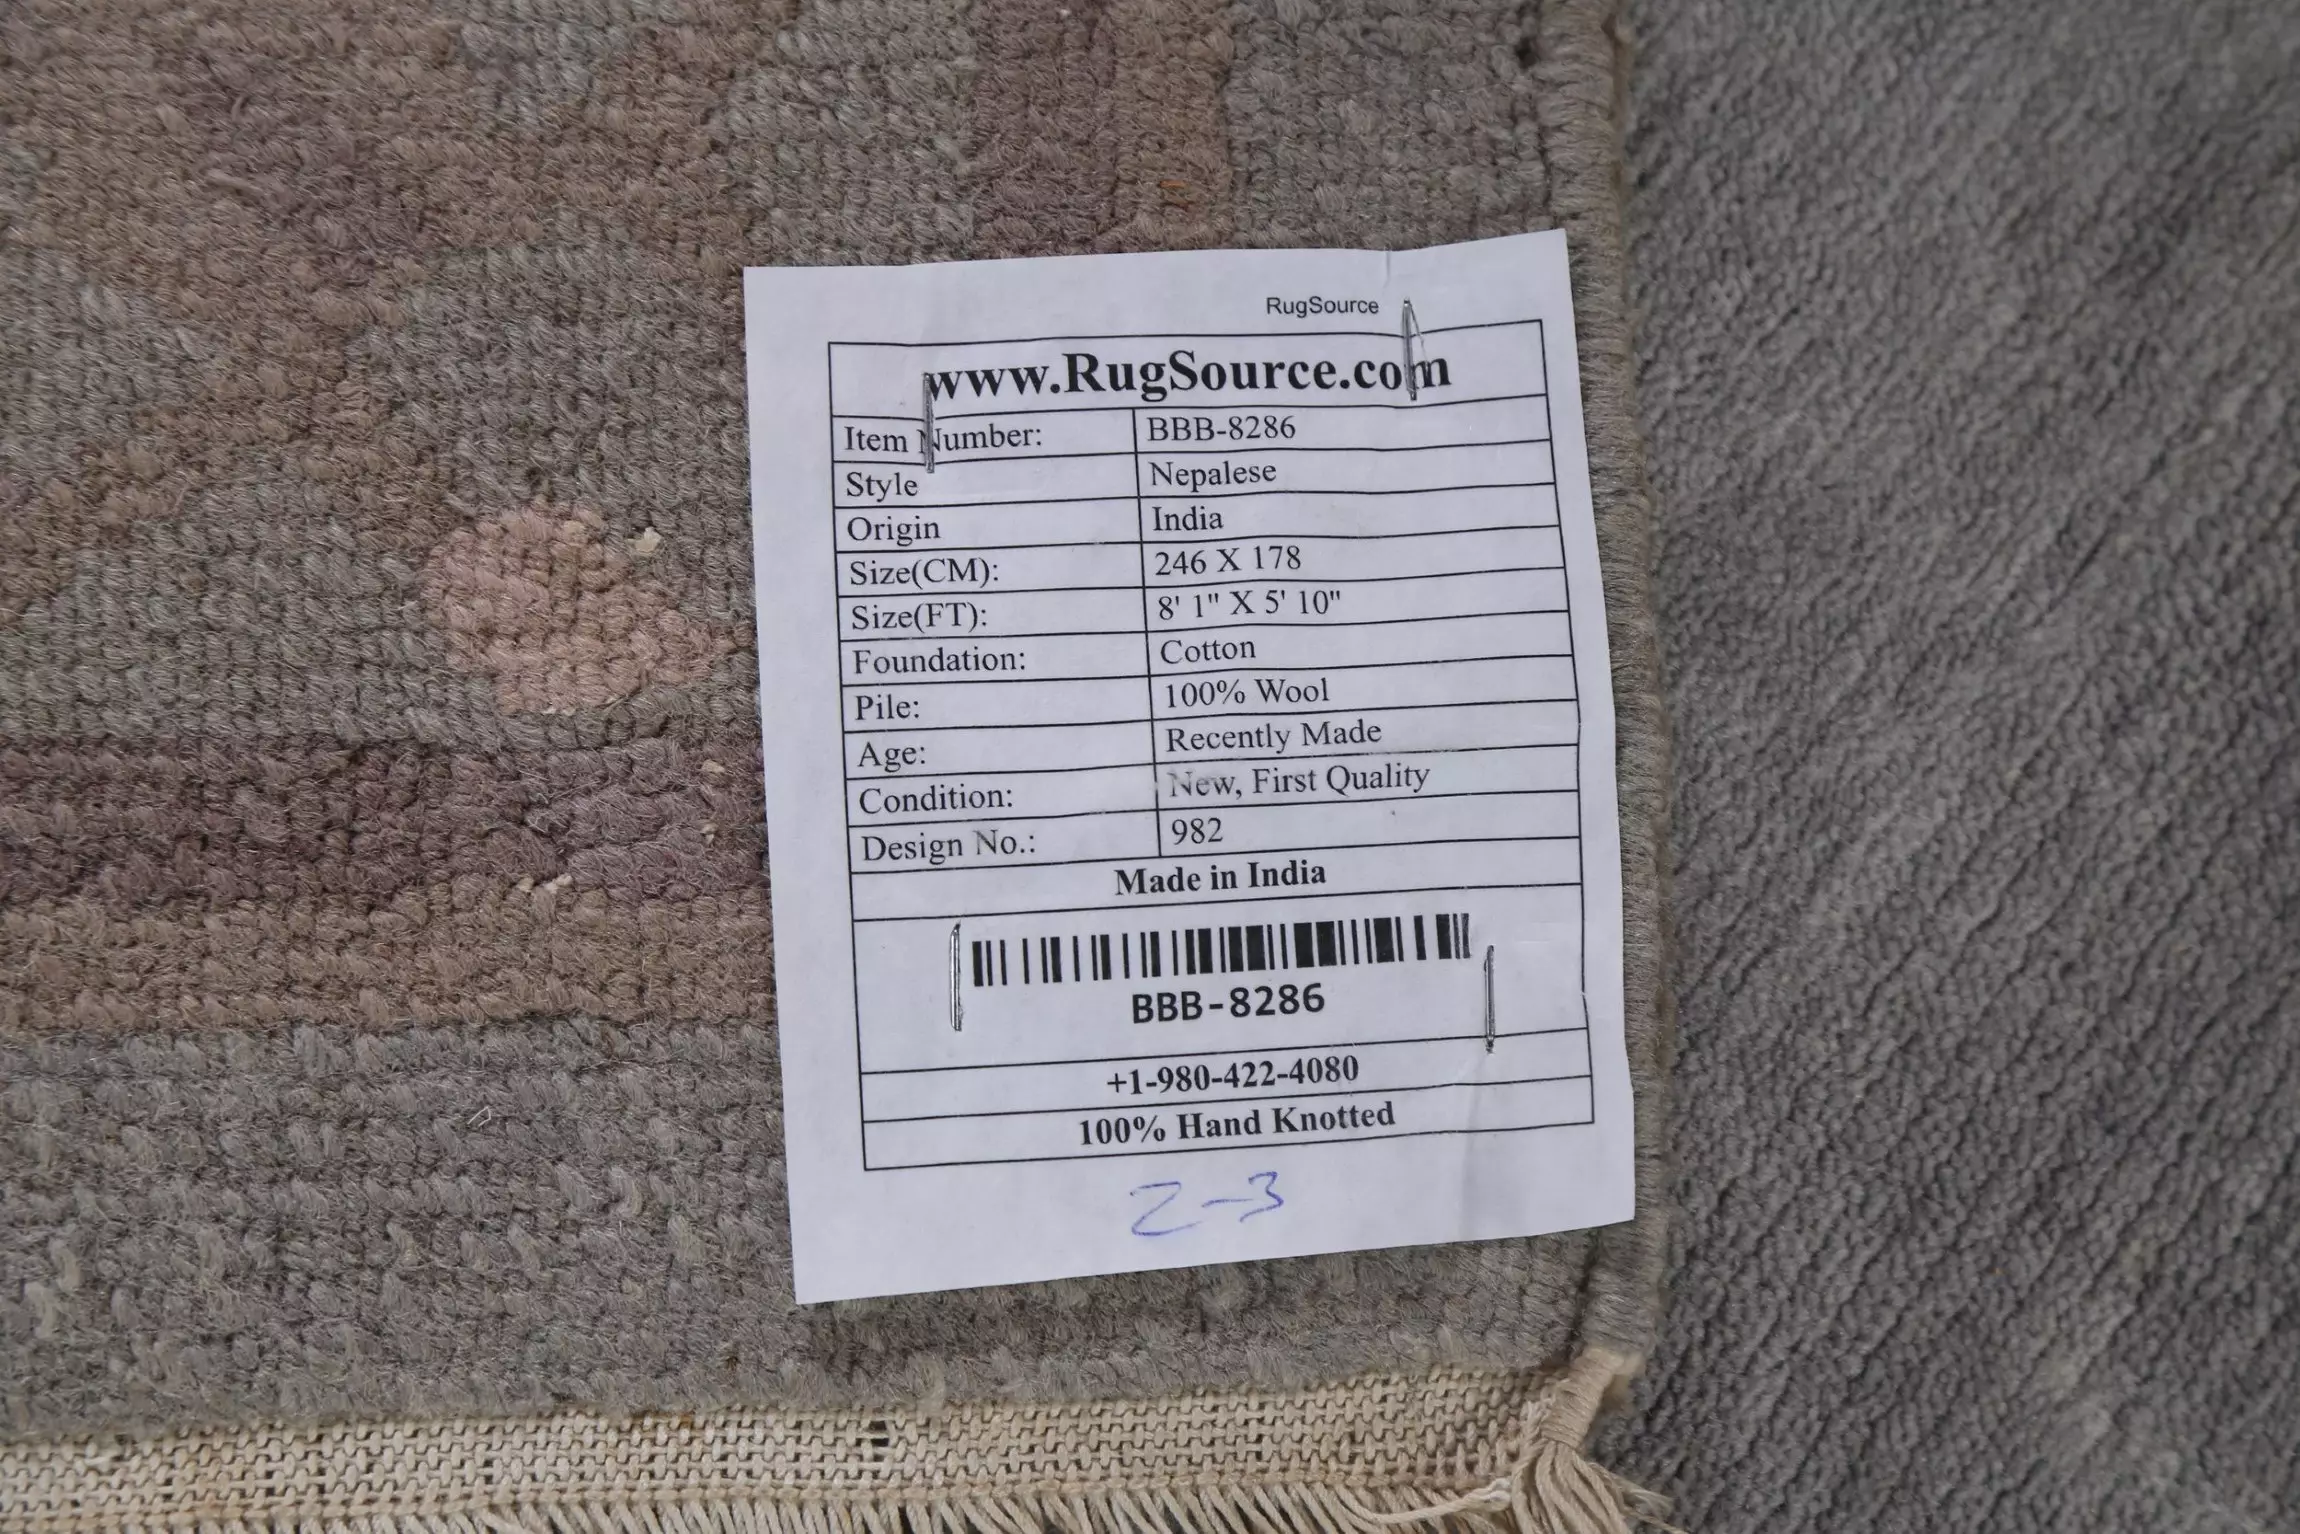 RugSource
www.RugSource.com
Item Number: BBB-8286
Style Nepalese
Origin India
Size(CM): 246 X 178
Size(FT): 8' 1" X 5' 10"
Foundation: Cotton
Pile: 100% Wool
Age: Recently Made
Condition: New, First Quality
Design No.: 982
Made in India
BBB-8286
+1-980-422-4080
100% Hand Knotted
2-3